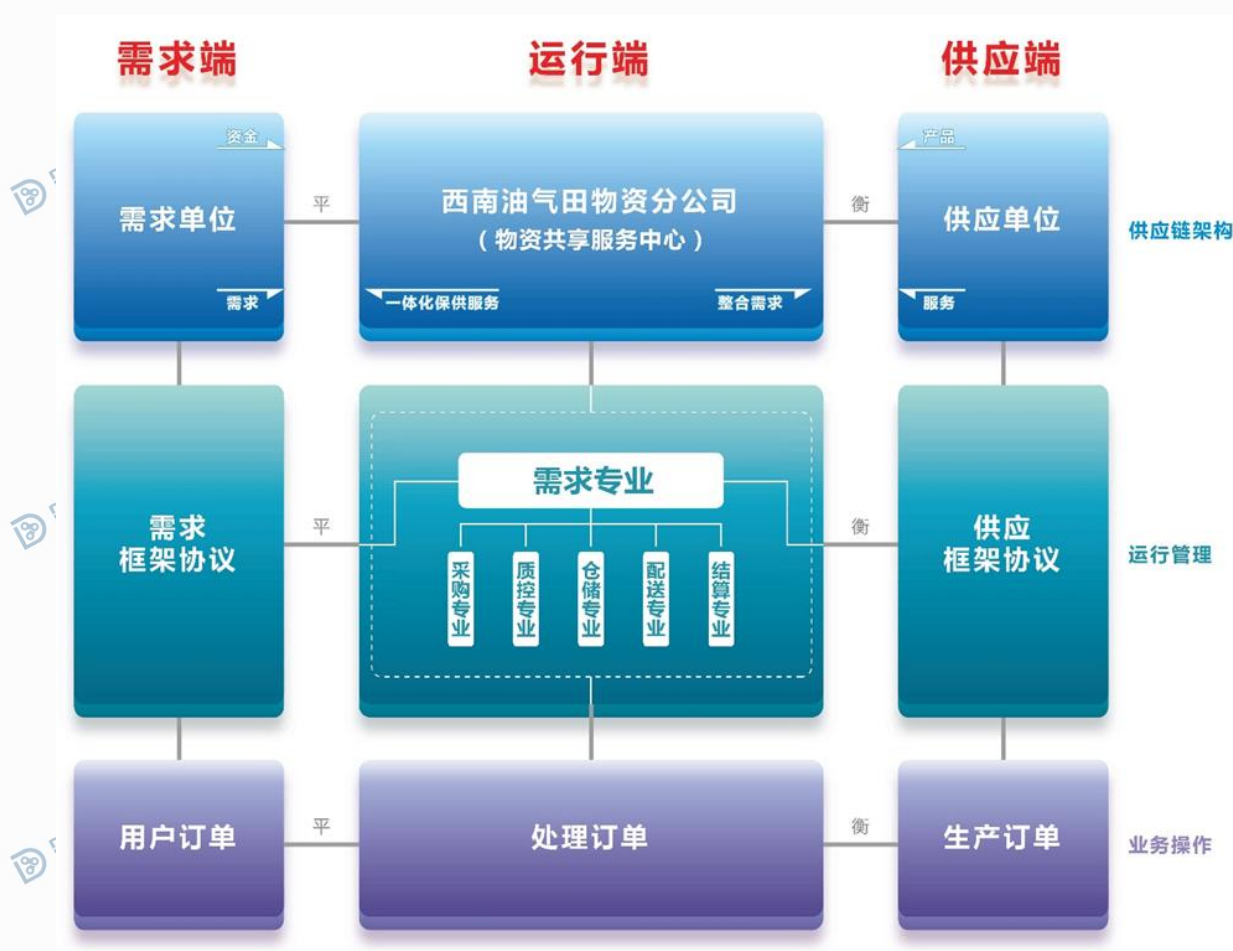 需求端
运行端
供应端
资金
产品
需求单位
平
西南油气田物资分公司
(物资共享服务中心)
衡
供应单位
供应链架构
需求
一体化保供服务
整合需求
服务
需求
框架协议
平
需求专业
采购专业
质控专业
仓储专业
配送专业
结算专业
衡
供应
框架协议
运行管理
用户订单
平
处理订单
衡
生产订单
业务操作